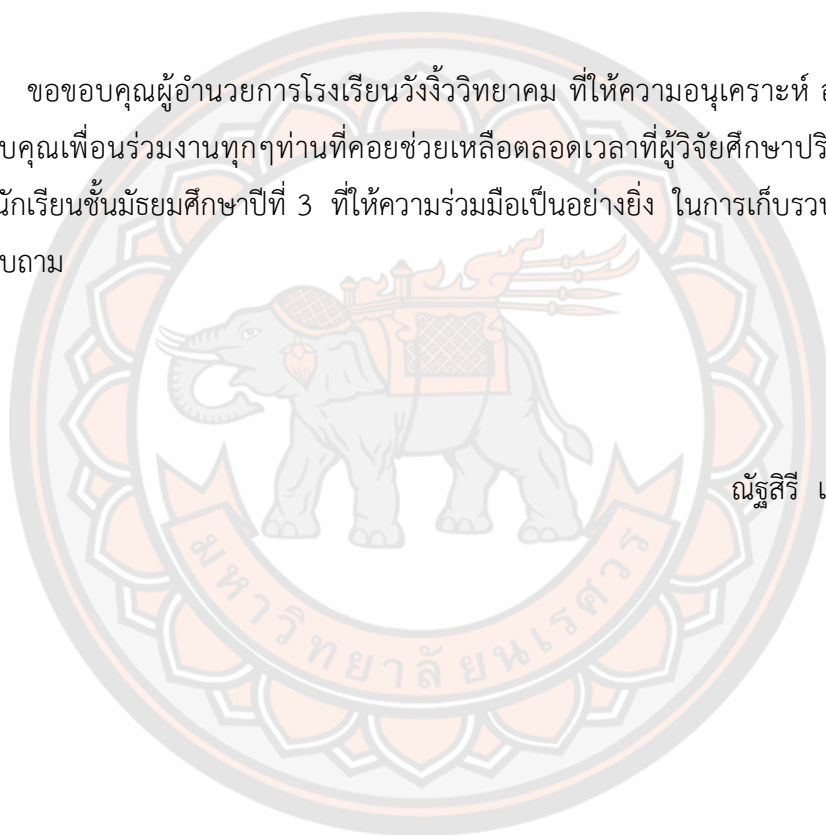 ขอขอบคุณผู้อำนวยการโรงเรียนวังงิ้ววิทยาคม ที่ให้ความอนุเคราะห์
บคุณเพื่อนร่วมงานทุกๆท่านที่คอยช่วยเหลือตลอดเวลาที่ผู้วิจัยศึกษาปริ
นักเรียนชั้นมัธยมศึกษาปีที่ 3 ที่ให้ความร่วมมือเป็นอย่างยิ่ง ในการเก็บรวบ
บถาม
ณัฐสิรี
มหาวิทยาลัยนเรศวร